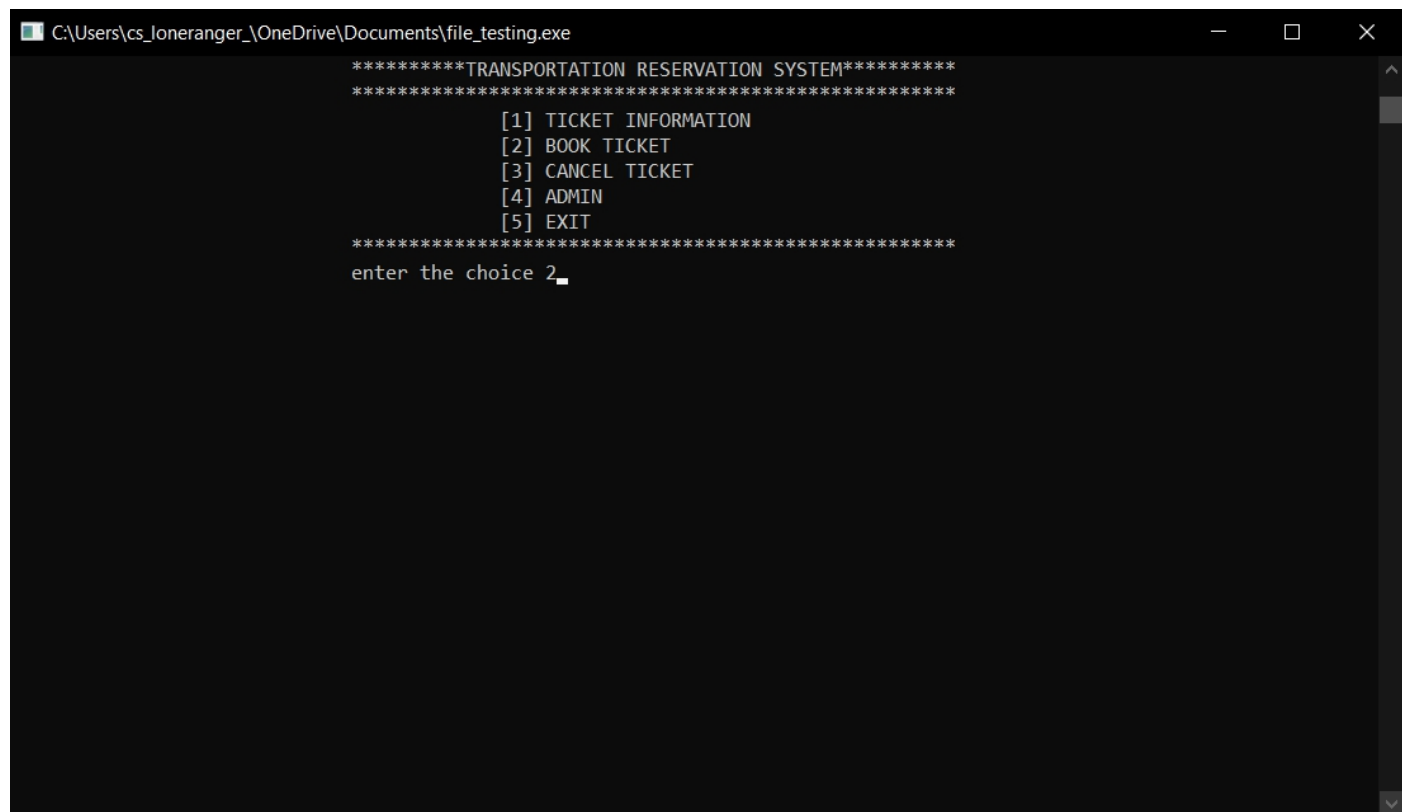 C:\Users\cs_loneranger_\OneDrive\Documents\file_testing.exe
**********TRANSPORTATION RESERVATION SYSTEM**********
*****************************************************
[1] TICKET INFORMATION
[2] BOOK TICKET
[3] CANCEL TICKET
[4] ADMIN
[5] EXIT
*****************************************************
enter the choice 2